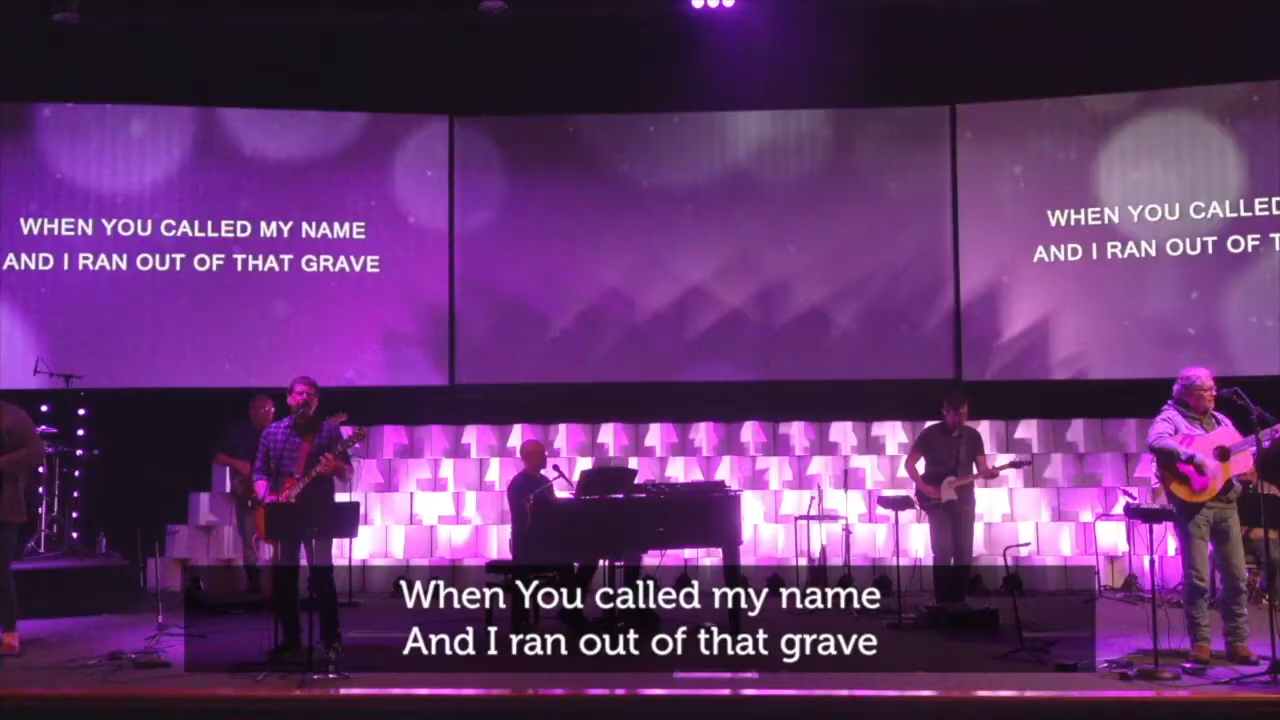 WHEN YOU CALLED MY NAME
AND I RAN OUT OF THAT GRAVE
WHEN YOU CALLED
AND I RAN OUT OF
When You called my name
And I ran out of that grave